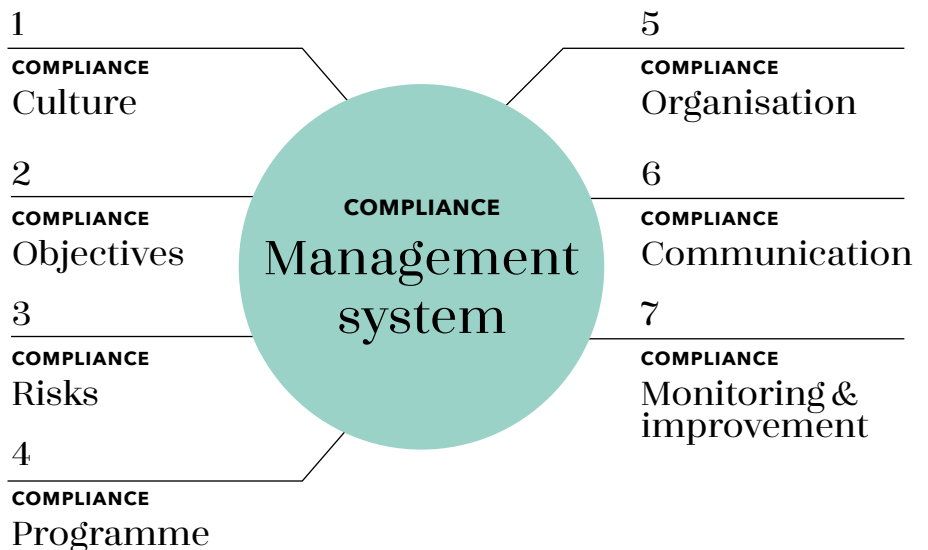 1
COMPLIANCE
Culture
2
COMPLIANCE
Objectives
3
COMPLIANCE
Risks
4
COMPLIANCE
Programme
COMPLIANCE
Management
system
5
COMPLIANCE
Organisation
6
COMPLIANCE
Communication
7
COMPLIANCE
Monitoring &
improvement